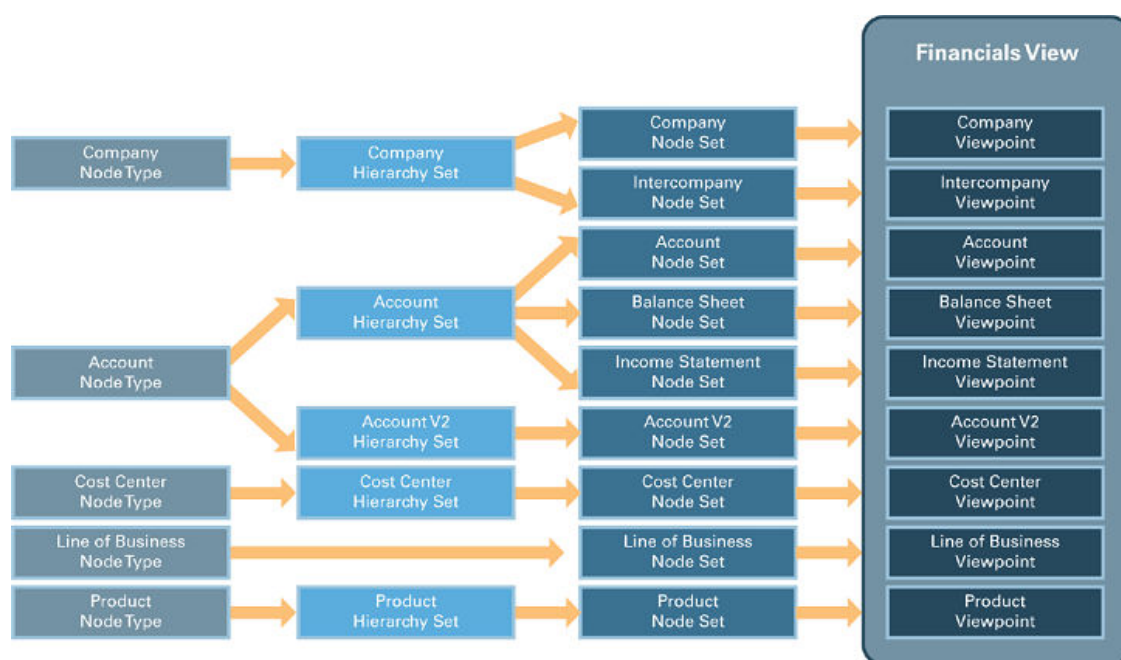 Financials View
Company
Node Type
Company
Hierarchy Set
Company
Node Set
Company
Viewpoint
Intercompany
Node Set
Intercompany
Viewpoint
Account
Node Type
Account
Hierarchy Set
Account
Node Set
Account
Viewpoint
Balance Sheet
Node Set
Balance Sheet
Viewpoint
Income Statement
Node Set
Income Statement
Viewpoint
Account V2
Hierarchy Set
Account V2
Node Set
Account V2
Viewpoint
Cost Center
Node Type
Cost Center
Hierarchy Set
Cost Center
Node Set
Cost Center
Viewpoint
Line of Business
Node Type
Line of Business
Node Set
Line of Business
Viewpoint
Product
Node Type
Product
Hierarchy Set
Product
Node Set
Product
Viewpoint